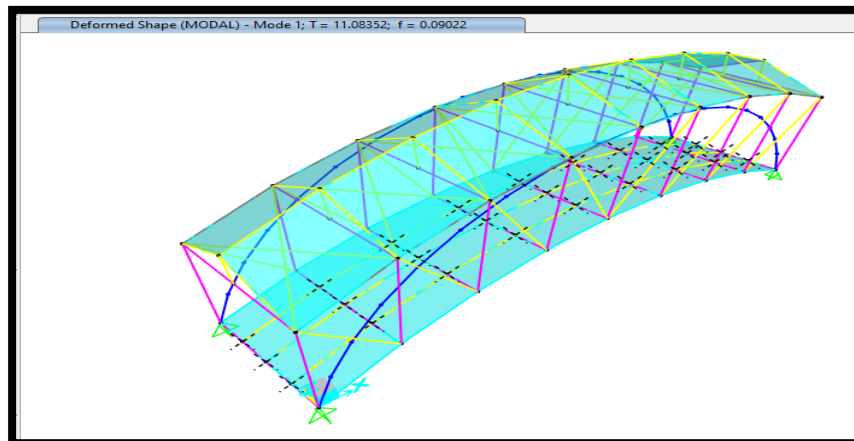 Deformed Shape (MODAL) - Mode 1; T = 11.08352; f = 0.09022
X